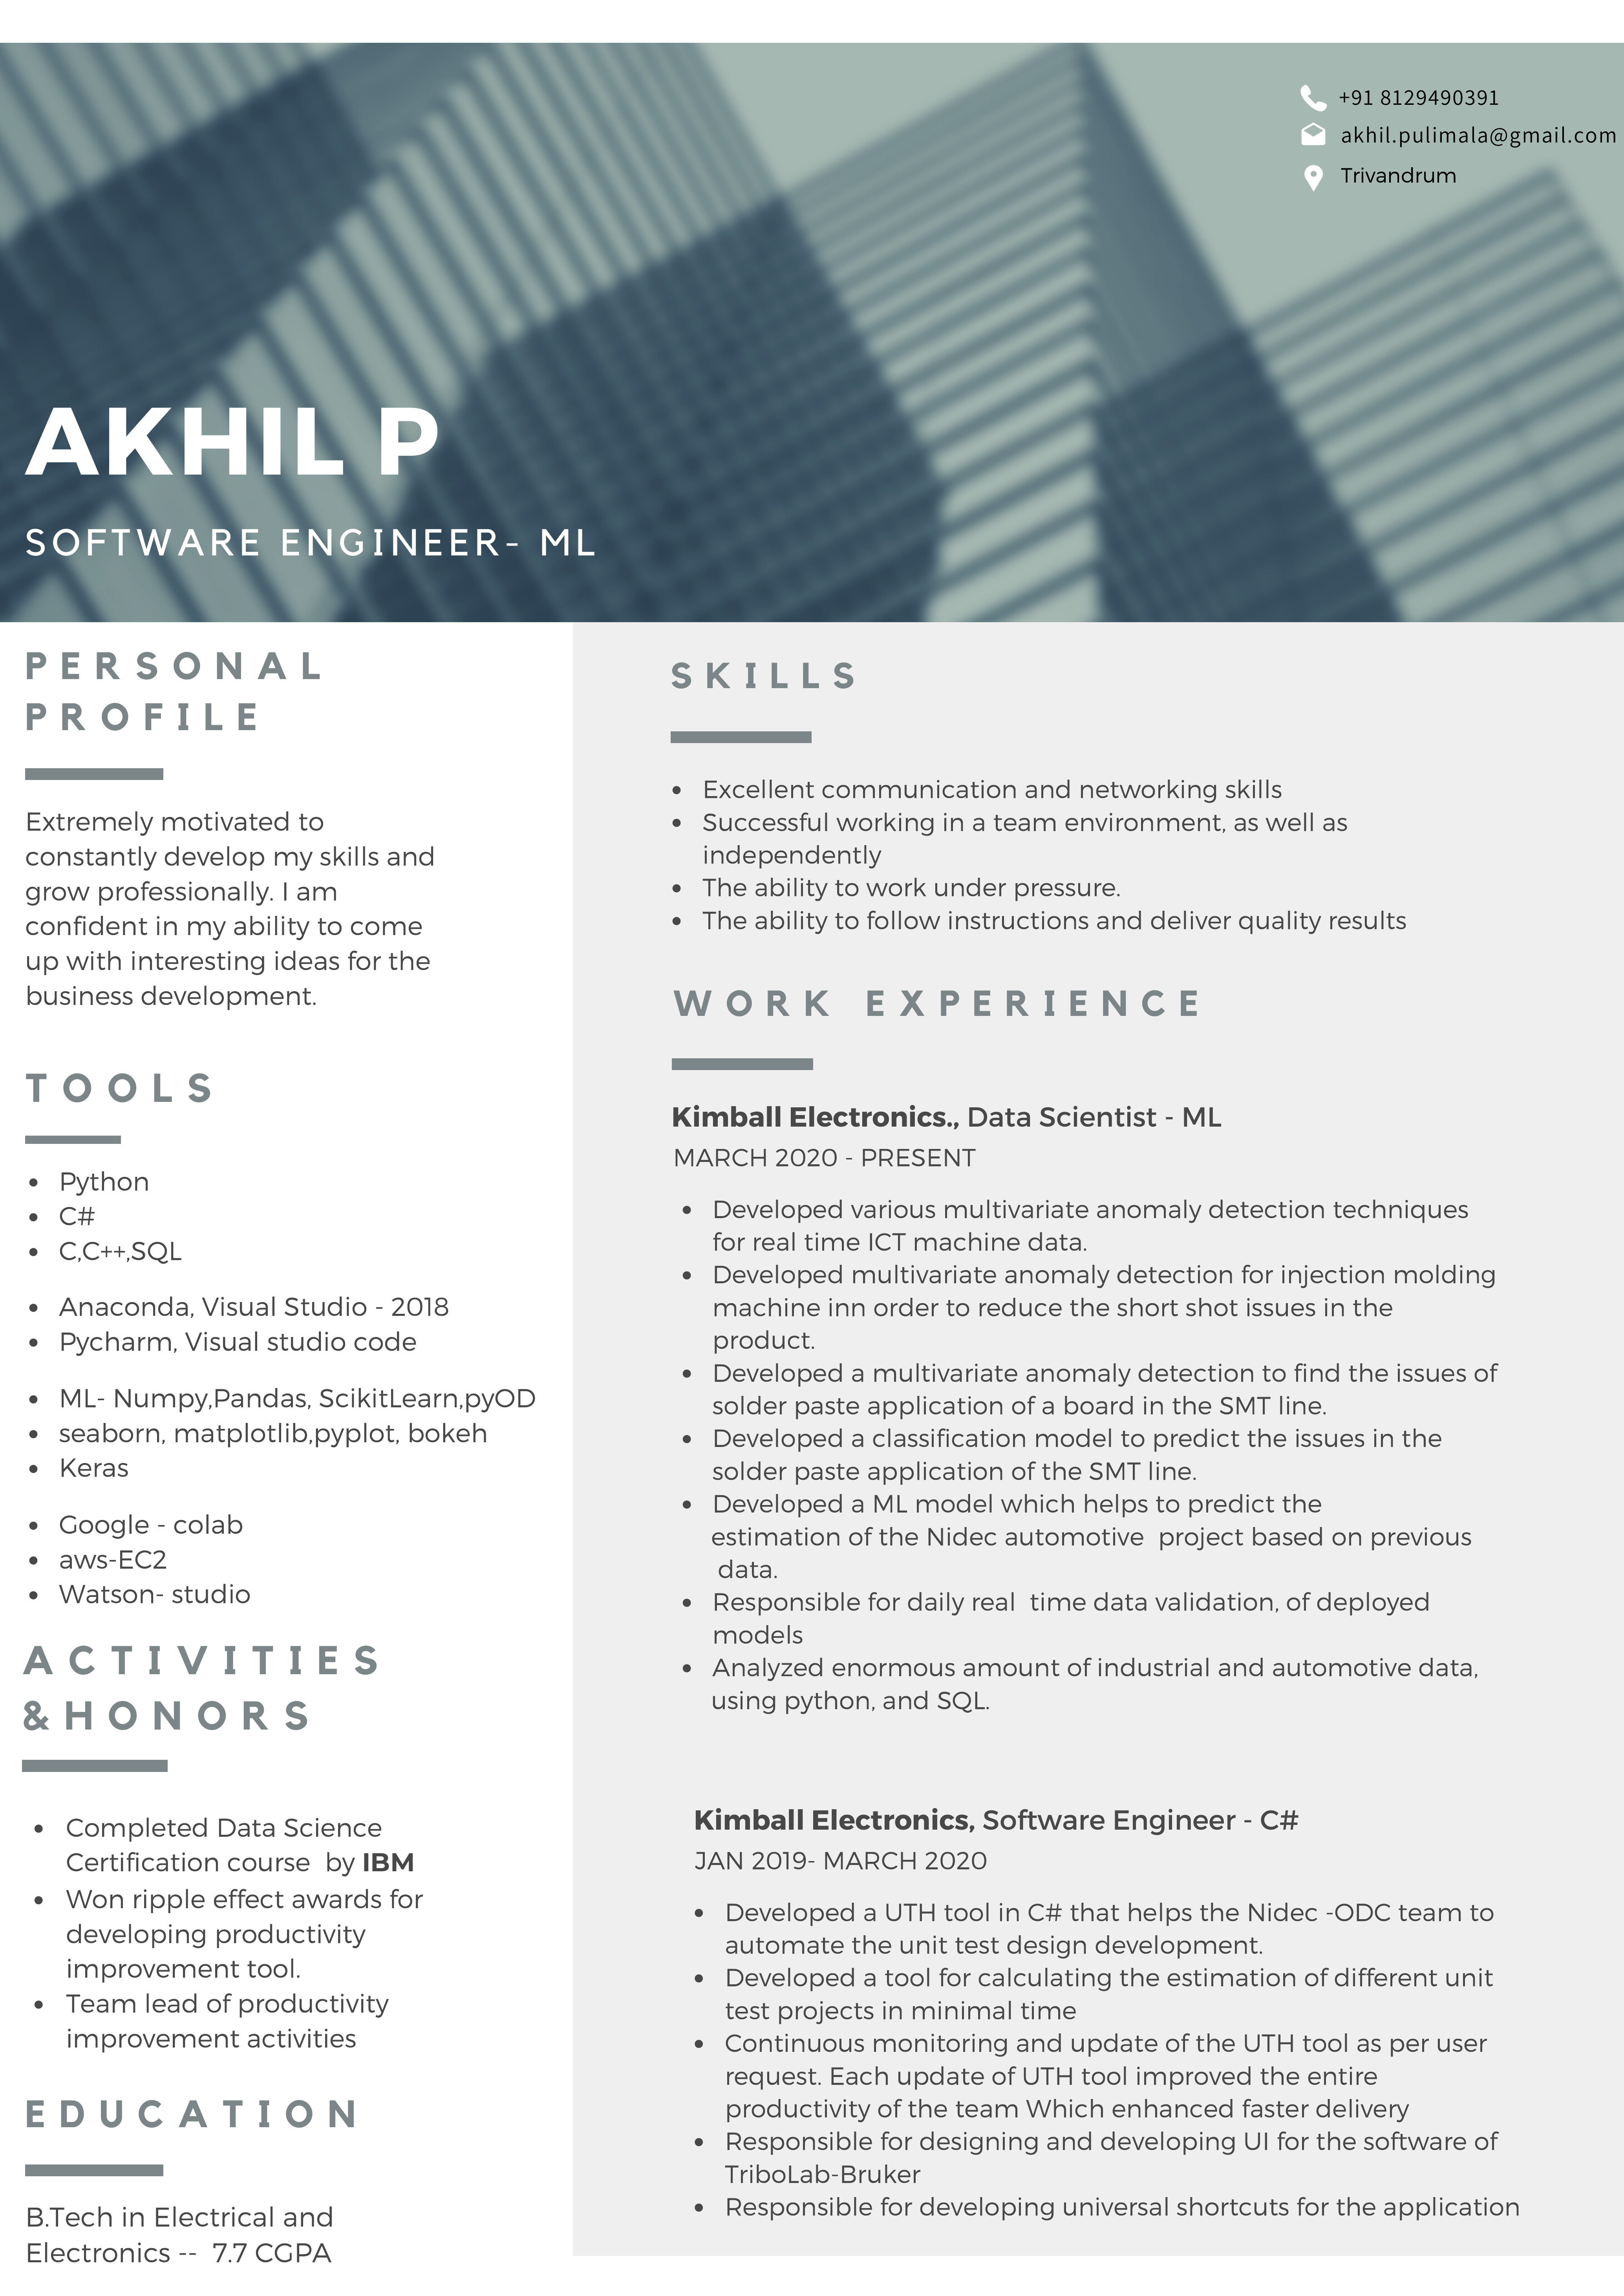 +91 8129490391
akhil.pulimala@gmail.com
Trivandrum
AKHIL P
SOFTWARE ENGINEER- ML
PERSONAL
PROFILE
Extremely motivated to
constantly develop my skills and
grow professionally. I am
confident in my ability to come
up with interesting ideas for the
business development.
TOOLS
• Python
• C#
• C,C++,SQL
• Anaconda, Visual Studio - 2018
• Pycharm, Visual studio code
• ML- Numpy,Pandas, ScikitLearn,pyOD
• seaborn, matplotlib,pyplot, bokeh
• Keras
• Google - colab
• aws-EC2
• Watson- studio
ACTIVITIES
&HONORS
• Completed Data Science
Certification course by IBM
• Won ripple effect awards for
developing productivity
improvement tool.
• Team lead of productivity
improvement activities
EDUCATION
B.Tech in Electrical and
Electronics -- 7.7 CGPA
SKILLS
• Excellent communication and networking skills
• Successful working in a team environment, as well as
independently
• The ability to work under pressure.
• The ability to follow instructions and deliver quality results
WORK EXPERIENCE
Kimball Electronics., Data Scientist - ML
MARCH 2020 - PRESENT
• Developed various multivariate anomaly detection techniques
for real time ICT machine data.
• Developed multivariate anomaly detection for injection molding
machine inn order to reduce the short shot issues in the
product.
• Developed a multivariate anomaly detection to find the issues of
solder paste application of a board in the SMT line.
• Developed a classification model to predict the issues in the
solder paste application of the SMT line.
• Developed a ML model which helps to predict the
estimation of the Nidec automotive project based on previous
data.
• Responsible for daily real time data validation, of deployed
models
• Analyzed enormous amount of industrial and automotive data,
using python, and SQL.
Kimball Electronics, Software Engineer - C#
JAN 2019- MARCH 2020
• Developed a UTH tool in C# that helps the Nidec -ODC team to
automate the unit test design development.
• Developed a tool for calculating the estimation of different unit
test projects in minimal time
• Continuous monitoring and update of the UTH tool as per user
request. Each update of UTH tool improved the entire
productivity of the team Which enhanced faster delivery
• Responsible for designing and developing UI for the software of
TriboLab-Bruker
• Responsible for developing universal shortcuts for the application